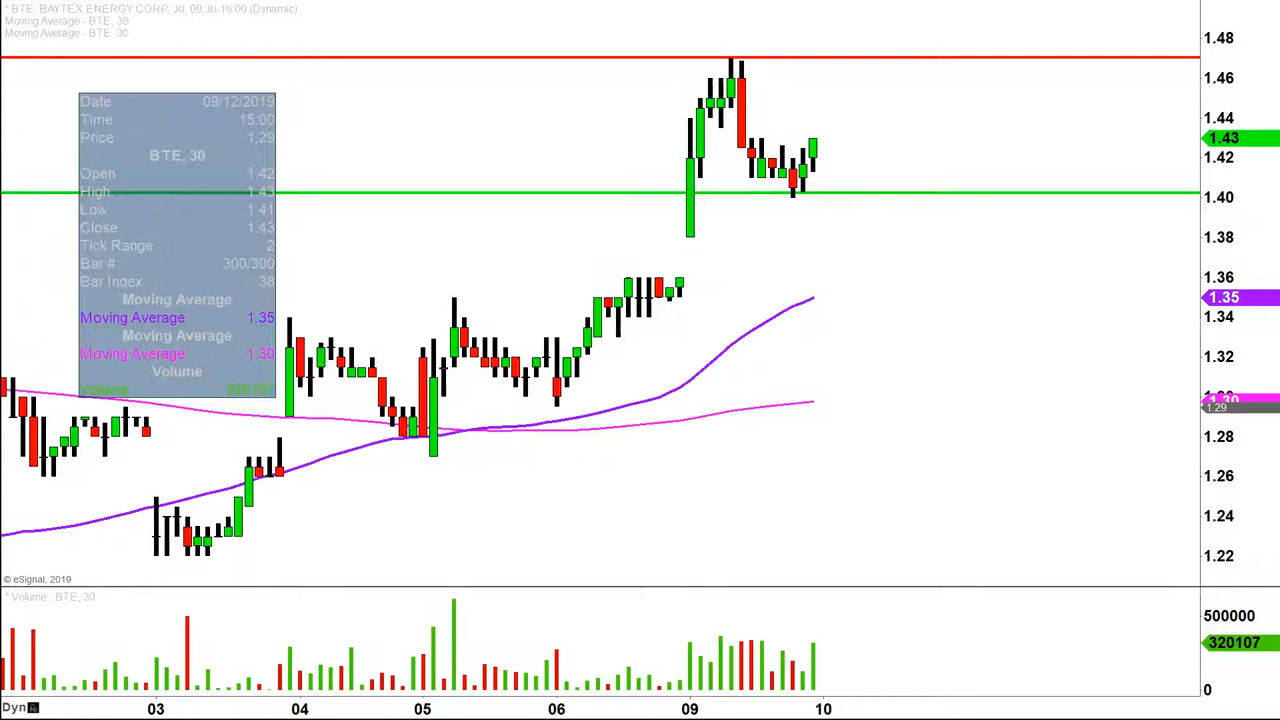 * BTE, BAYTEX ENERGY CORP, 30, 09:30-16:00 (Dynamic)
Moving Average - BTE, 30
Moving Average - BTE, 30
1.48
1.46
1.44
1.43
1.42
1.40
1.38
1.36
1.35
1.34
1.32
1.30
1.29
1.28
1.26
1.24
1.22
Date 09/12/2019
Time 15:00
Price 1.29
BTE, 30
Open 1.42
High 1.43
Low 1.41
Close 1.43
Tick Range 2
Bar # 300/300
Bar Index 38
Moving Average
Moving Average 1.35
Moving Average
Moving Average 1.30
Volume
Volume 320107
© eSignal, 2019
* Volume - BTE, 30
500000
320107
0
Dyn 03 04 05 06 09 10